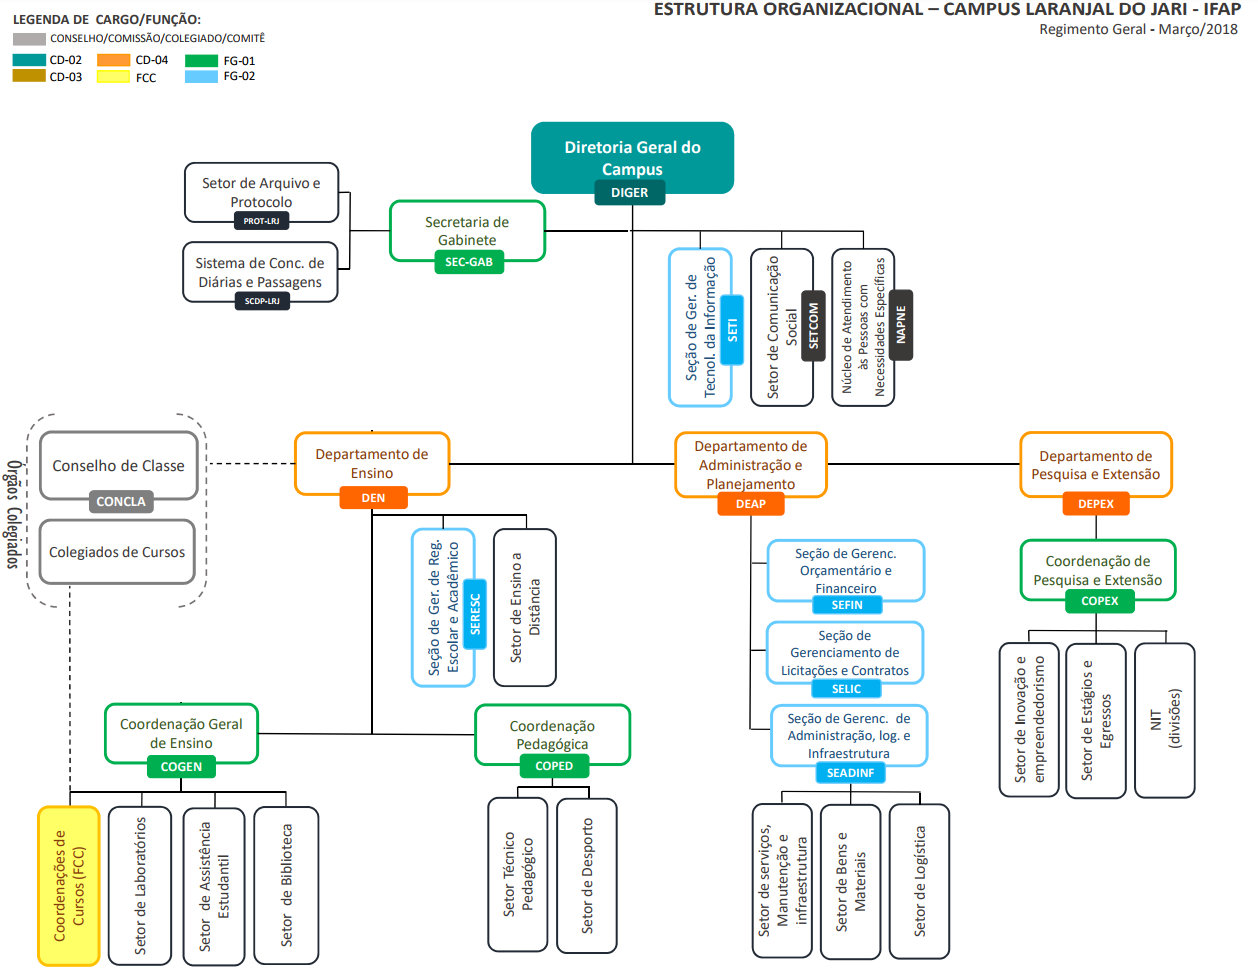 ESTRUTURA ORGANIZACIONAL – CAMPUS LARANJAL DO JARI - IFAP
Regimento Geral - Março/2018
LEGENDA DE CARGO/FUNÇÃO:
CONSELHO/COMISSÃO/COLEGIADO/COMITÊ
CD-02
CD-04
FG-01
CD-03
FCC
FG-02
Diretoria Geral do
Campus
DIGER
Setor de Arquivo e
Protocolo
PROT-LRJ
Secretaria de
Gabinete
SEC-GAB
Sistema de Conc. de
Diárias e Passagens
SCDP-LRJ
Seção de Ger. de
Tecnol. da Informação
SETI
Setor de Comunicação
Social
SETCOM
Núcleo de Atendimento
às Pessoas com
Necessidades Específicas
NAPNE
Orgãos Colegiados
Conselho de Classe
CONCLA
Colegiados de Cursos
Departamento de
Ensino
DEN
Departamento de
Administração e
Planejamento
DEAP
Departamento de
Pesquisa e Extensão
DEPEX
Seção de Ger. de Reg.
Escolar e Acadêmico
SERESC
Setor de Ensino a
Distância
Seção de Gerenc.
Orçamentário e
Financeiro
SEFIN
Seção de
Gerenciamento de
Licitações e Contratos
SELIC
Seção de Gerenc. de
Administração, log. e
Infraestrutura
SEADINF
Coordenação de
Pesquisa e Extensão
COPEX
Setor de Inovação e
empreendedorismo
Setor de Estágios e
Egressos
NIT
(divisões)
Coordenação Geral
de Ensino
COGEN
Coordenação
Pedagógica
COPED
Coordenações de
Cursos (FCC)
Setor de Laboratórios
Setor de Assistência
Estudantil
Setor de Biblioteca
Setor Técnico
Pedagógico
Setor de Desporto
Setor de serviços,
Manutenção e
infraestrutura
Setor de Bens e
Materiais
Setor de Logística